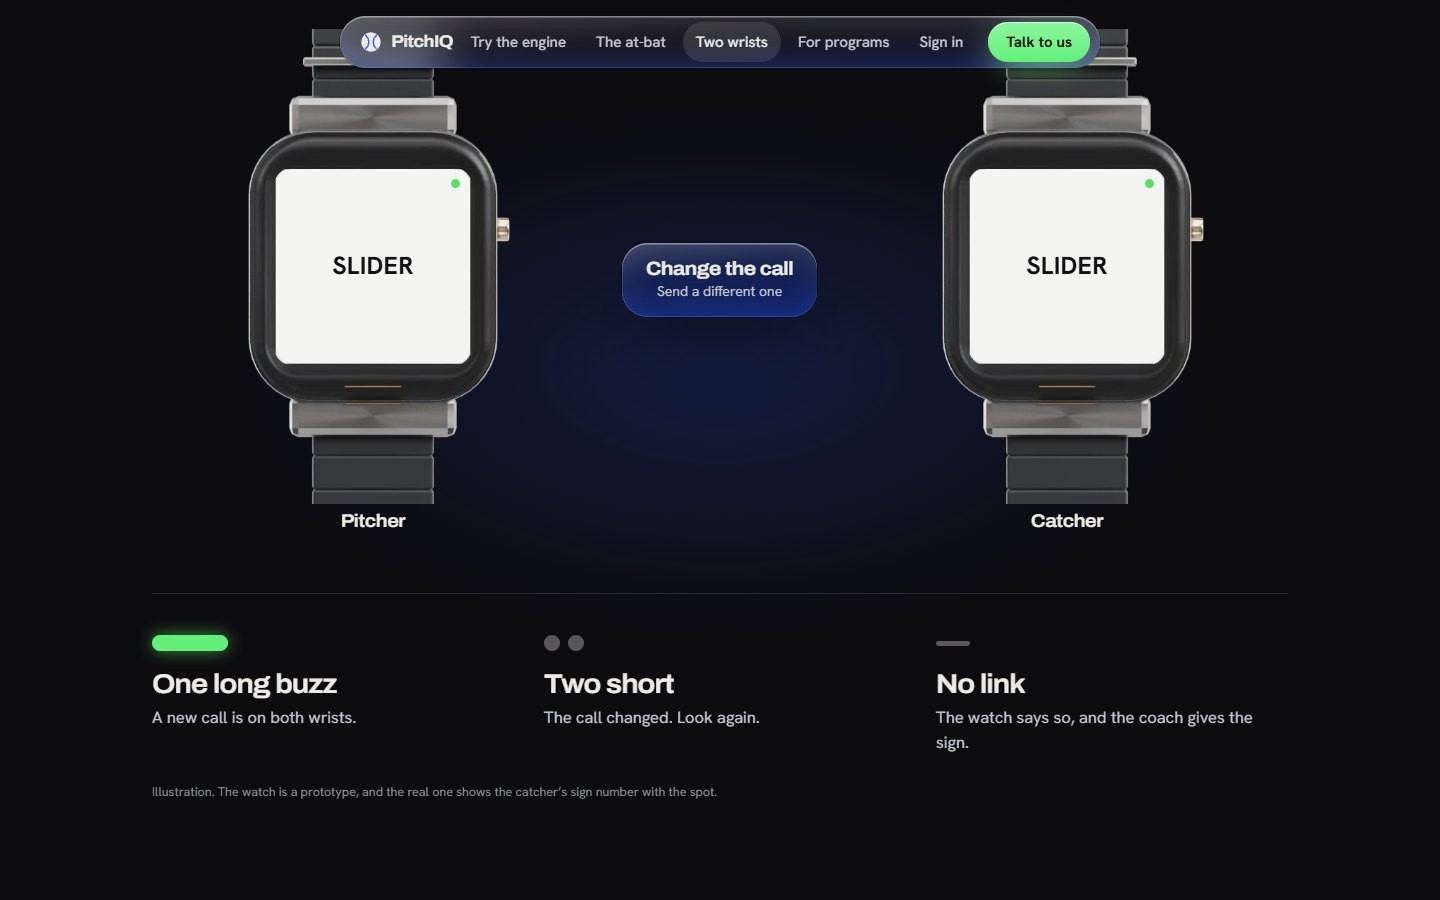 PitchIQ Try the engine The at-bat Two wrists For programs Sign in Talk to us
SLIDER
Change the call
Send a different one
SLIDER
Pitcher
Catcher
One long buzz
A new call is on both wrists.
Two short
The call changed. Look again.
No link
The watch says so, and the coach gives the
sign.
Illustration. The watch is a prototype, and the real one shows the catcher’s sign number with the spot.